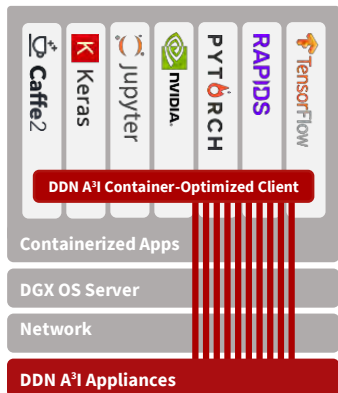 Caffe2
Keras
jupyter
NVIDIA.
PYTORCH
RAPIDS
TensorFlow
DDN A³I Container-Optimized Client
Containerized Apps
DGX OS Server
Network
DDN A³I Appliances